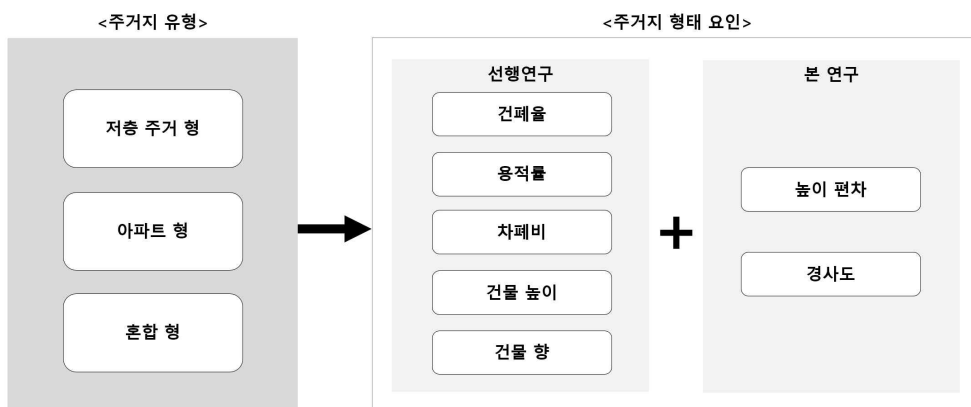 <주거지 유형>
저층 주거 형
아파트 형
혼합 형
<주거지 형태 요인>
선행연구
건폐율
용적률
차폐비
건물 높이
건물 향
+
본 연구
높이 편차
경사도